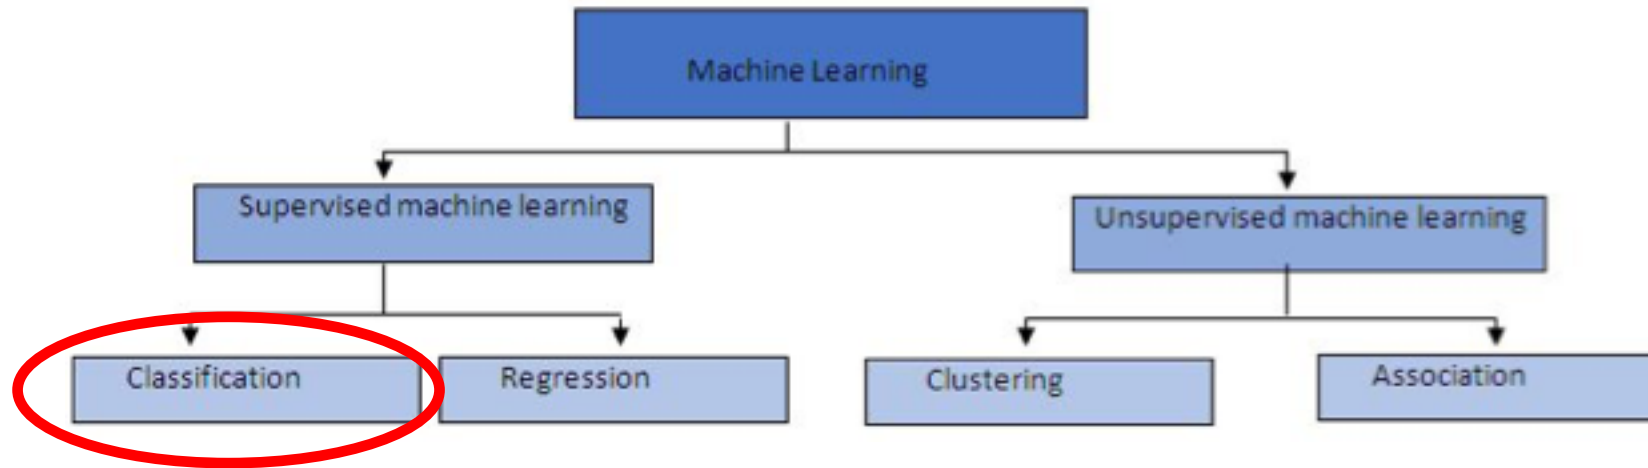 Machine Learning
Supervised machine learning
Unsupervised machine learning
Classification
Regression
Clustering
Association